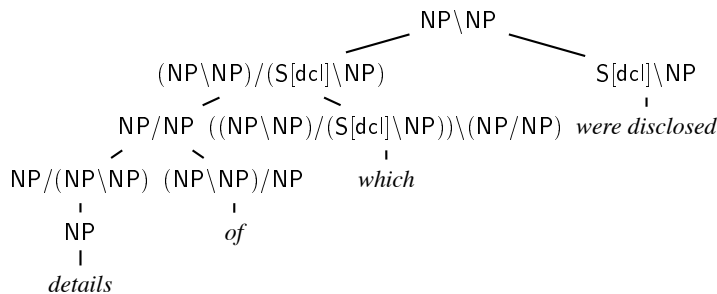 NP\NP
(NP\NP)/(S[dcl]\NP) S[dcl]\NP
NP/NP ((NP\NP)/(S[dcl]\NP))\(NP/NP) were disclosed
NP/(NP\NP) (NP\NP)/NP which
NP of
details